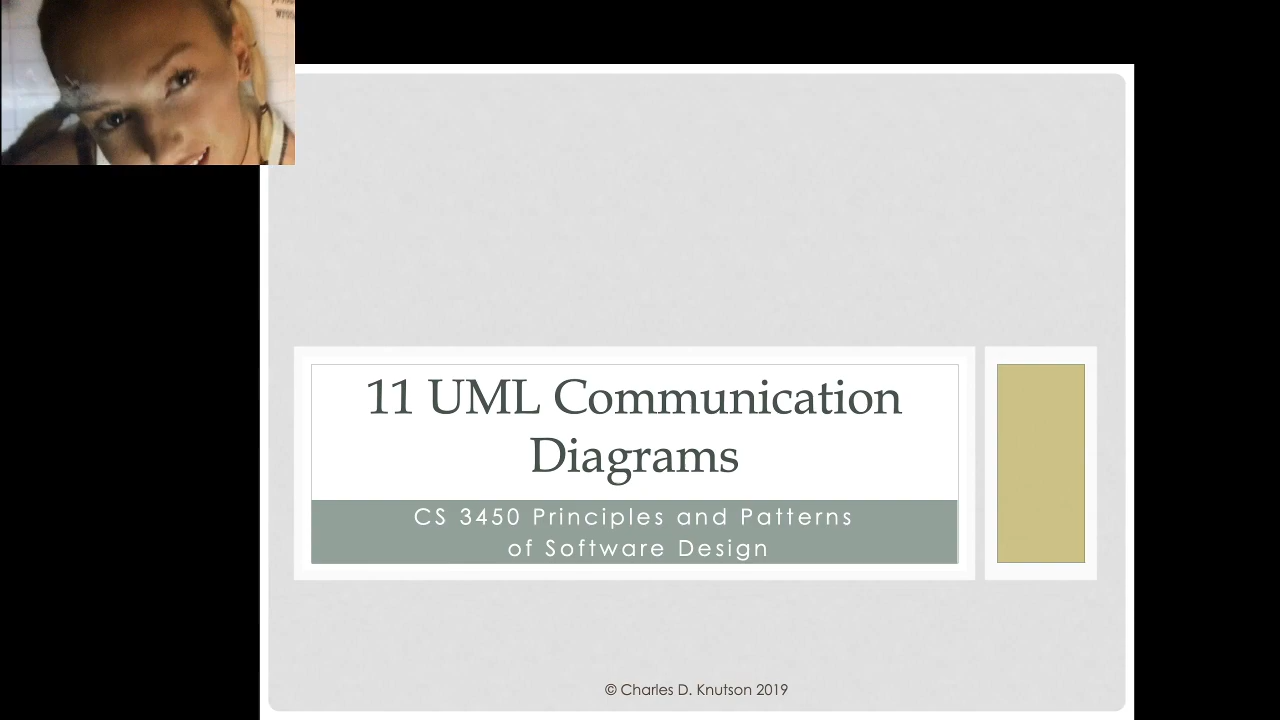 11 UML Communication
Diagrams
CS 3450 Principles and Patterns
of Software Design
© Charles D. Knutson 2019